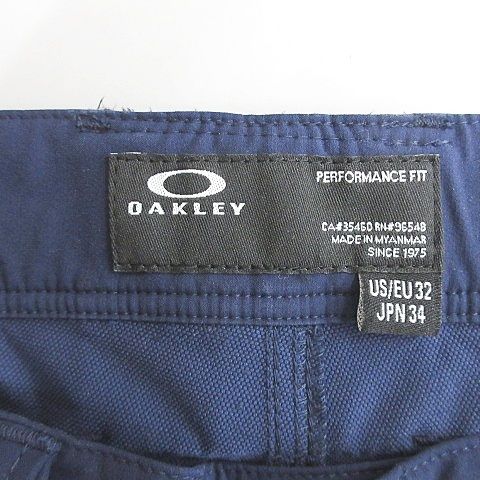 OAKLEY
PERFORMANCE FIT
CA#35460 RN#96548
MADE IN MYANMAR
SINCE 1975
US/EU 32
JPN 34